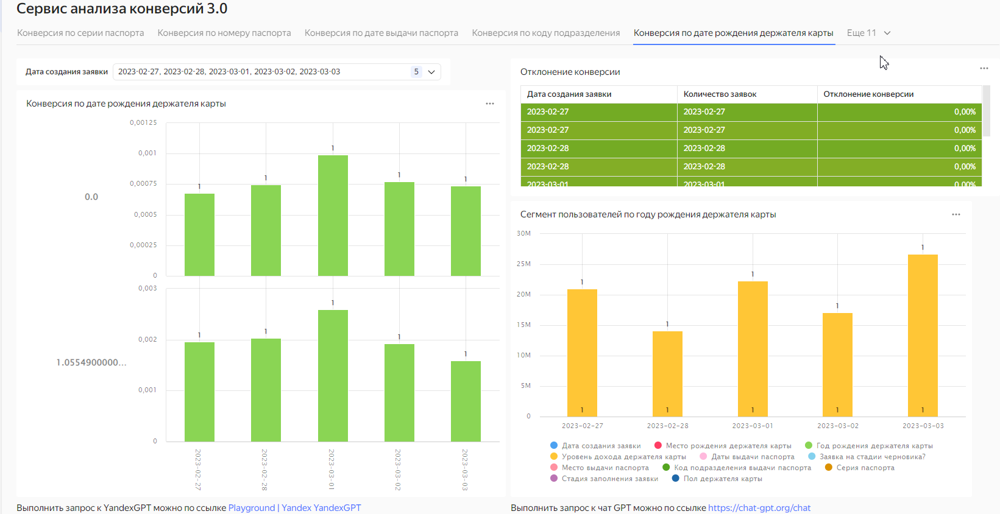 Сервис анализа конверсий 3.0
Конверсия по серии паспорта Конверсия по номеру паспорта Конверсия по дате выдачи паспорта Конверсия по коду подразделения Конверсия по дате рождения держателя карты Еще 11
Дата создания заявки 2023-02-27, 2023-02-28, 2023-03-01, 2023-03-02, 2023-03-03 5
Конверсия по дате рождения держателя карты
0,00125
0,001
0,00075
0,0005
0,00025
0
0.0
1 1 1 1 1
0,003
0,002
0,001
0
1.0554900000...
1 1 1 1 1
2023-02-27 2023-02-28 2023-03-01 2023-03-02 2023-03-03
Отклонение конверсии
Дата создания заявки Количество заявок Отклонение конверсии
2023-02-27 2023-02-27 0,00%
2023-02-27 2023-02-27 0,00%
2023-02-28 2023-02-28 0,00%
2023-02-28 2023-02-28 0,00%
2023-03-01 2023-03-01 0,00%
Сегмент пользователей по году рождения держателя карты
30M
25M
20M
15M
10M
5M
0
1 1 1 1 1
1 1 1 1 1
2023-02-27 2023-02-28 2023-03-01 2023-03-02 2023-03-03
Дата создания заявки Место рождения держателя карты Год рождения держателя карты
Уровень дохода держателя карты Даты выдачи паспорта Заявка на стадии черновика?
Место выдачи паспорта Код подразделения выдачи паспорта Серия паспорта
Стадия заполнения заявки Пол держателя карты
Выполнить запрос к YandexGPT можно по ссылке Playground | Yandex YandexGPT
Выполнить запрос к чат GPT можно по ссылке https://chat-gpt.org/chat